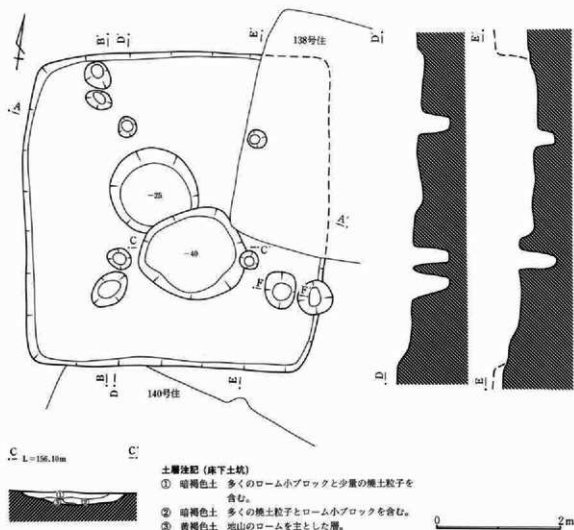 B' D' E' 138号住 D' E'
A
-25
A'
-40
C C'
F F'
B D E
140号住
D E
C L=156.10m C'
土層注記（床下土坑）
① 暗褐色土 多くのローム小ブロックと少量の焼土粒子を
含む。
② 暗褐色土 多くの焼土粒子とローム小ブロックを含む。
③ 黄褐色土 地山のロームを主とした層。
0 2m